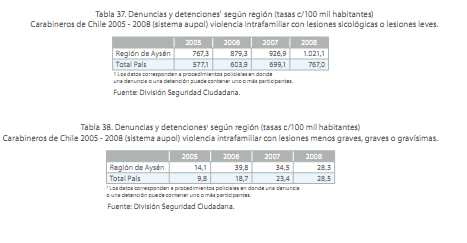 Tabla 37. Denuncias y detenciones¹ según región (tasas c/100 mil habitantes)
Carabineros de Chile 2005 - 2008 (sistema aupol) violencia intrafamiliar con lesiones sicológicas o lesiones leves.
2005 2006 2007 2008
Región de Aysén 767,3 879,3 926,9 1.021,1
Total País 577,1 603,9 699,1 767,0
¹ Los datos corresponden a procedimientos policiales en donde
una denuncia o una detención puede contener uno o más participantes.
Fuente: División Seguridad Ciudadana.
Tabla 38. Denuncias y detenciones¹ según región (tasas c/100 mil habitantes)
Carabineros de Chile 2005 - 2008 (sistema aupol) violencia intrafamiliar con lesiones menos graves, graves o gravísimas.
2005 2006 2007 2008
Región de Aysén 14,1 39,8 34,5 28,3
Total País 9,8 18,7 23,4 28,5
¹ Los datos corresponden a procedimientos policiales en donde una denuncia
o una detención puede contener uno o más participantes.
Fuente: División Seguridad Ciudadana.